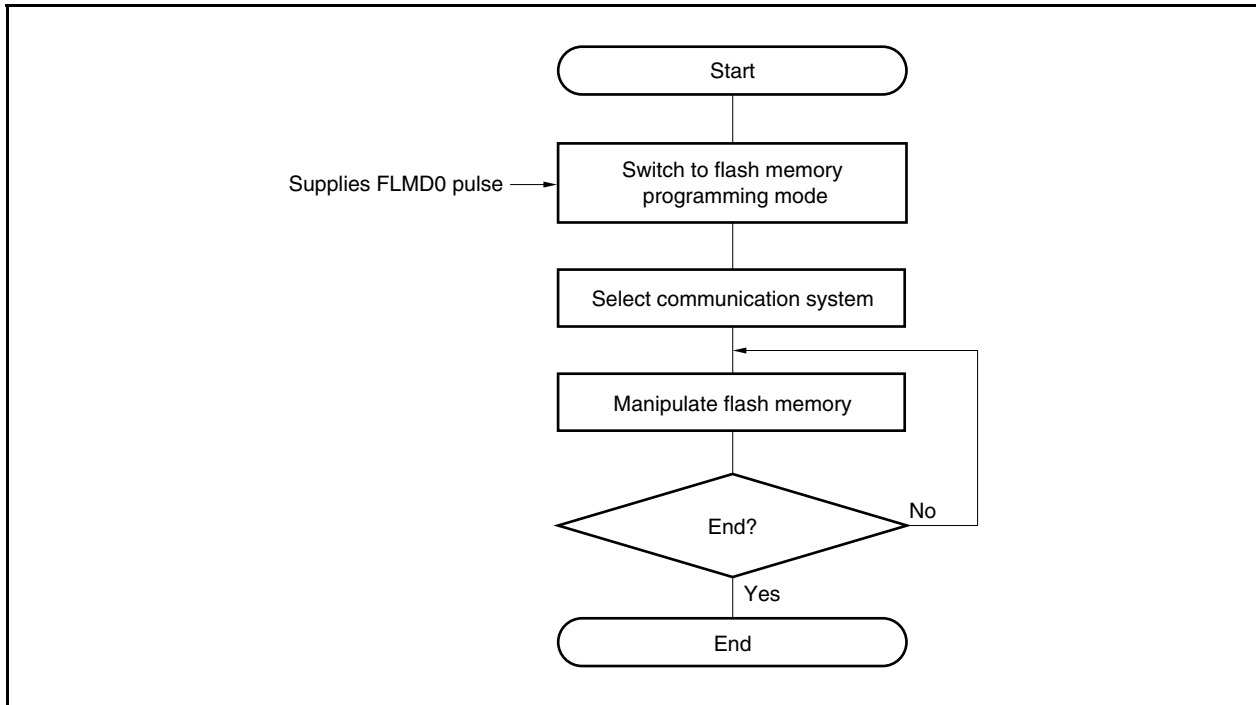 Start
Supplies FLMD0 pulse
Switch to flash memory
programming mode
Select communication system
Manipulate flash memory
End?
No
Yes
End